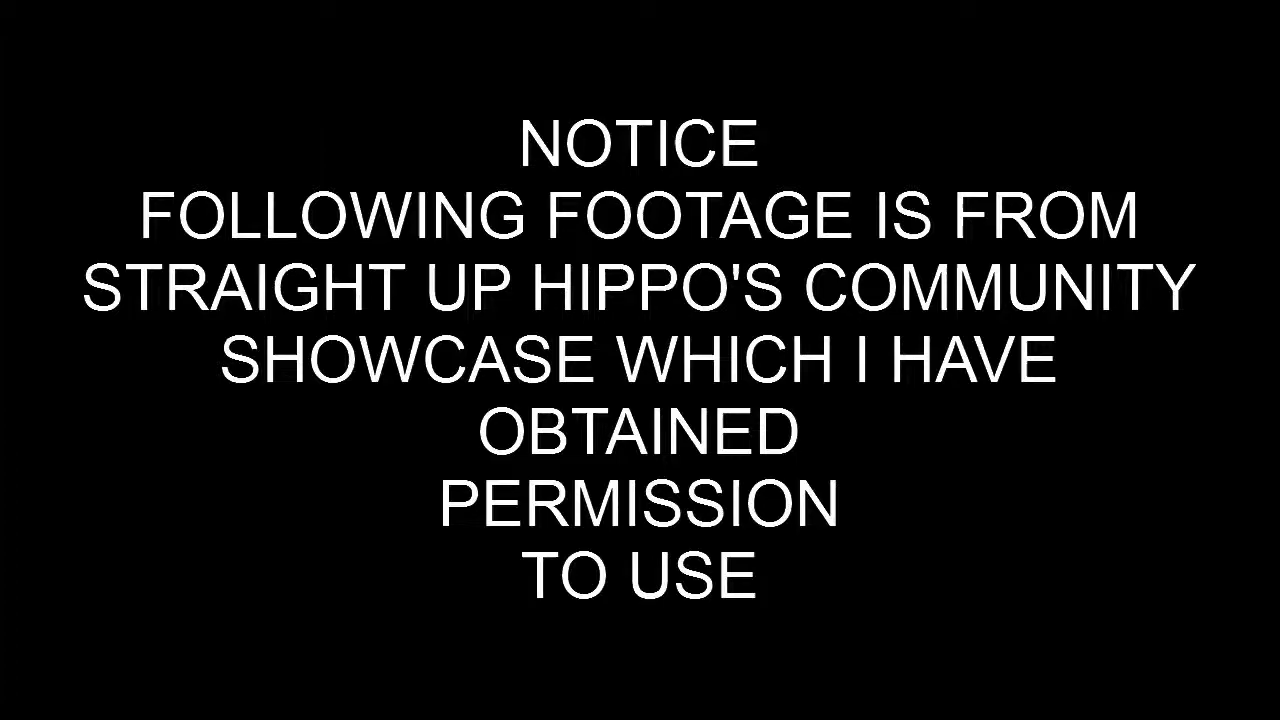 NOTICE
FOLLOWING FOOTAGE IS FROM
STRAIGHT UP HIPPO'S COMMUNITY
SHOWCASE WHICH I HAVE
OBTAINED
PERMISSION
TO USE